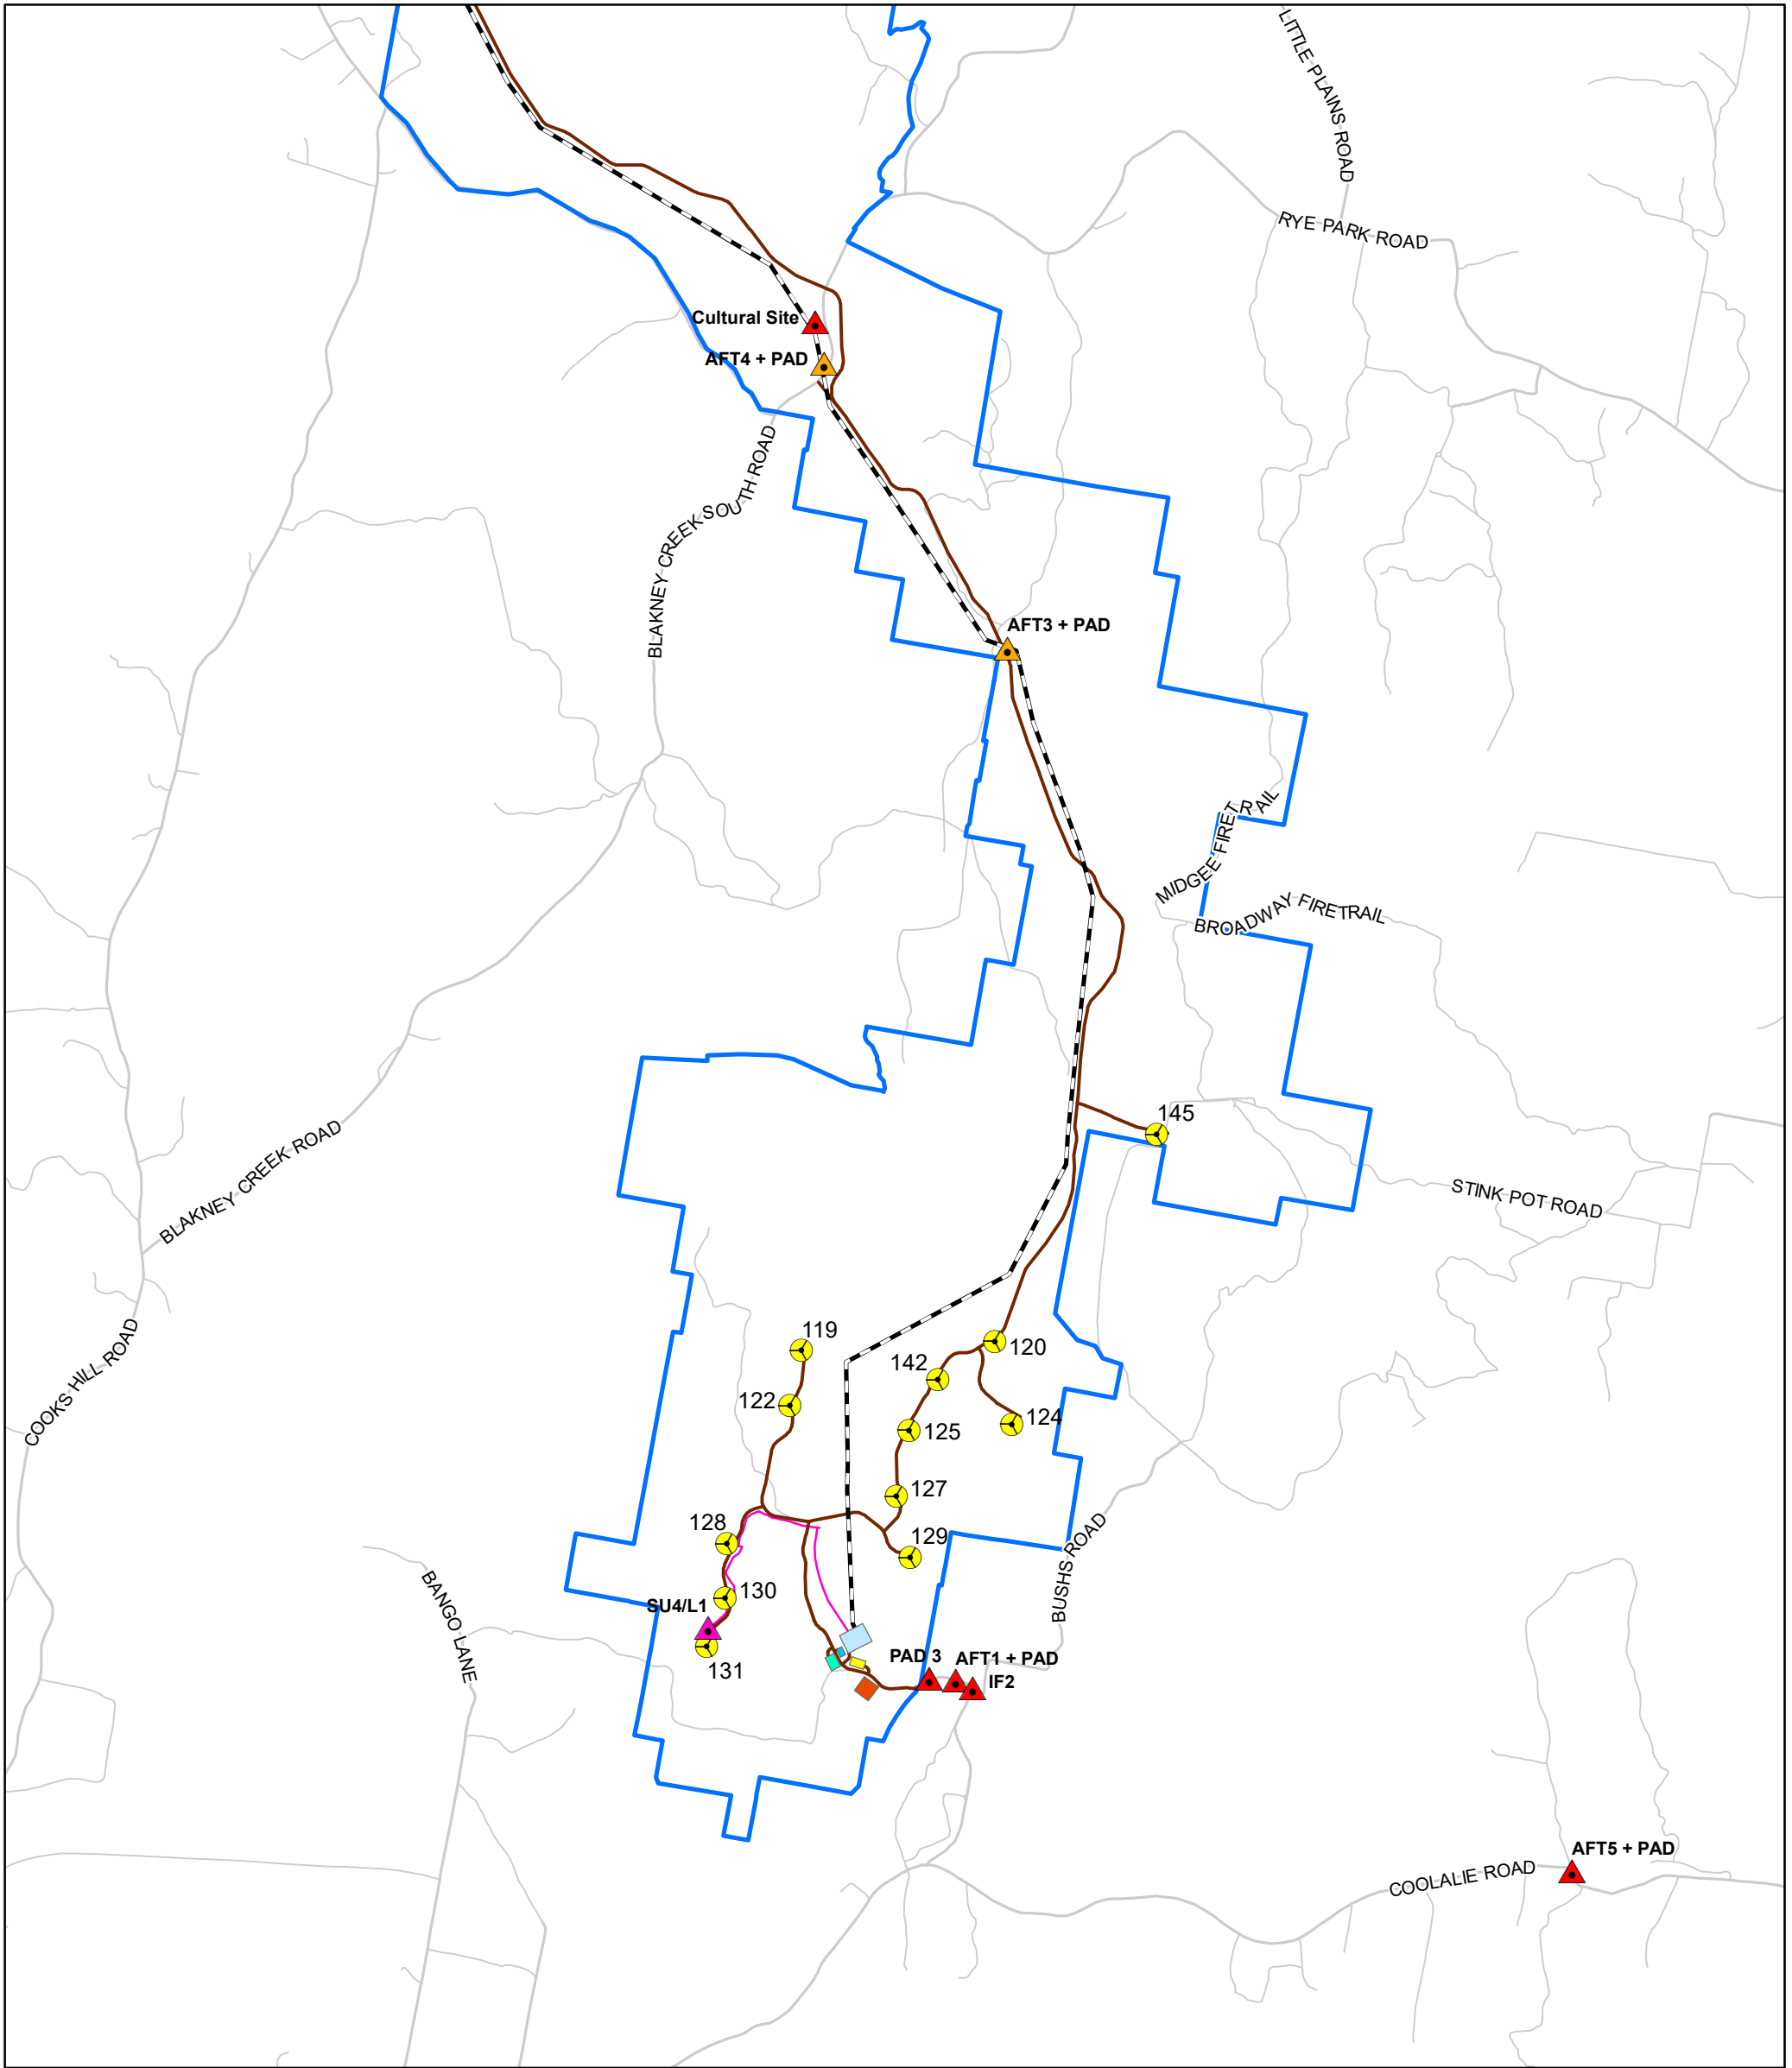 LITTLE PLAINS ROAD
RYE PARK ROAD
Cultural Site
AFT4 + PAD
BLAKNEY CREEK SOUTH ROAD
AFT3 + PAD
MIDGEE FIRETRAIL
BROADWAY FIRETRAIL
145
BLAKNEY CREEK ROAD
STINK POT ROAD
COOKS HILL ROAD
119
120
142
122
124
125
127
128
129
BUSHS ROAD
130
BANGO LANE
SU4/L1
131
PAD 3
AFT1 + PAD
IF2
AFT5 + PAD
COOLALIE ROAD